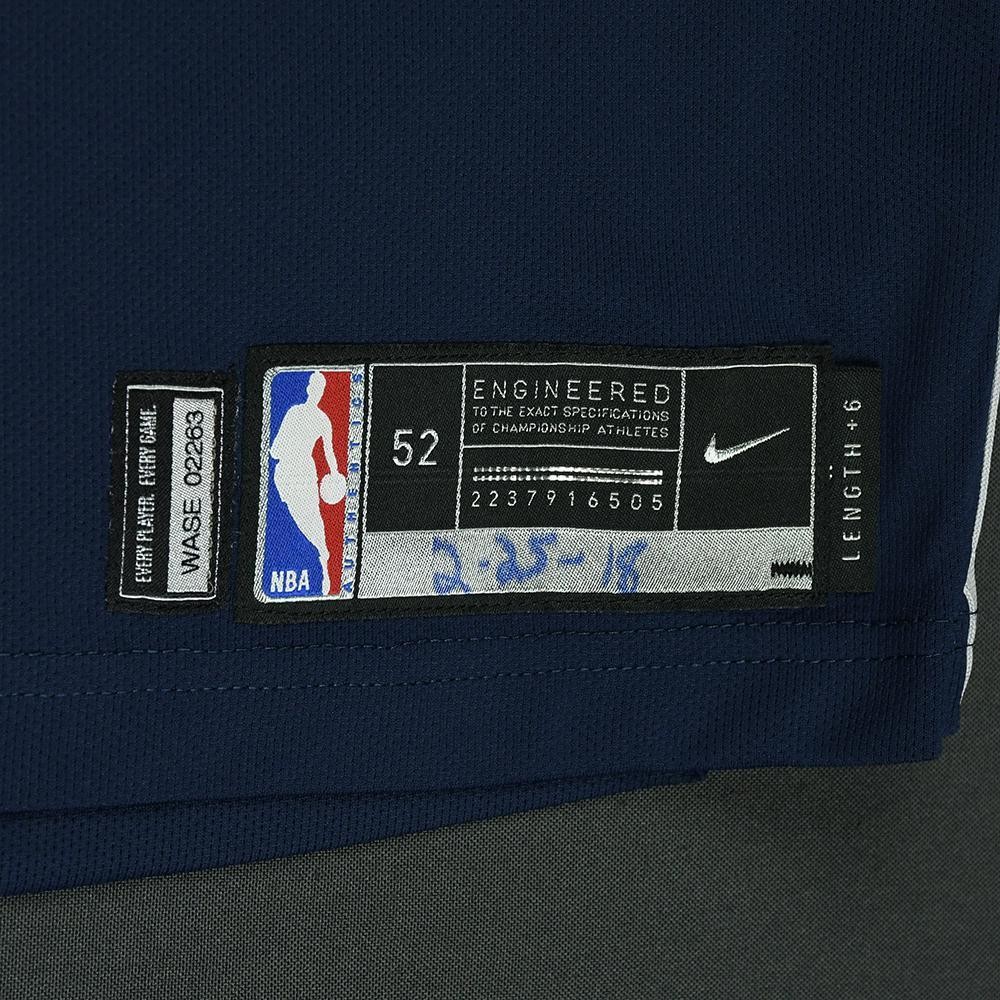 EVERY PLAYER. EVERY GAME.
WASE 02263
NBA
AUTHENTICS
52
ENGINEERED
TO THE EXACT SPECIFICATIONS
OF CHAMPIONSHIP ATHLETES
2237916505
2-25-18
LENGTH +6